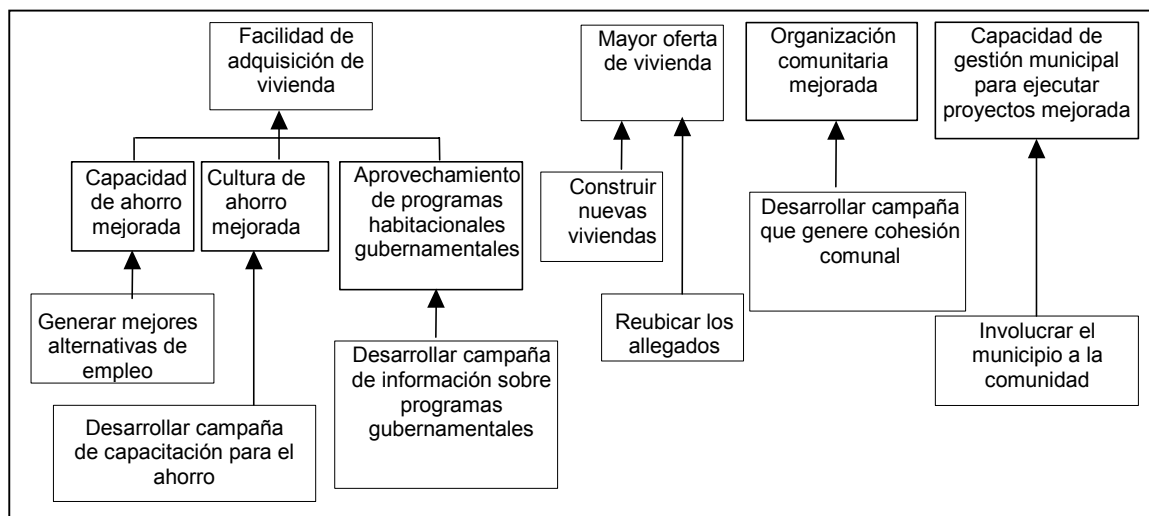 Facilidad de
adquisición de
vivienda
Mayor oferta
de vivienda
Organización
comunitaria
mejorada
Capacidad de
gestión municipal
para ejecutar
proyectos mejorada
Capacidad
de ahorro
mejorada
Cultura de
ahorro
mejorada
Aprovechamiento
de programas
habitacionales
gubernamentales
Construir
nuevas
viviendas
Desarrollar campaña
que genere cohesión
comunal
Generar mejores
alternativas de
empleo
Reubicar los
allegados
Involucrar el
municipio a la
comunidad
Desarrollar campaña
de información sobre
programas
gubernamentales
Desarrollar campaña
de capacitación para el
ahorro